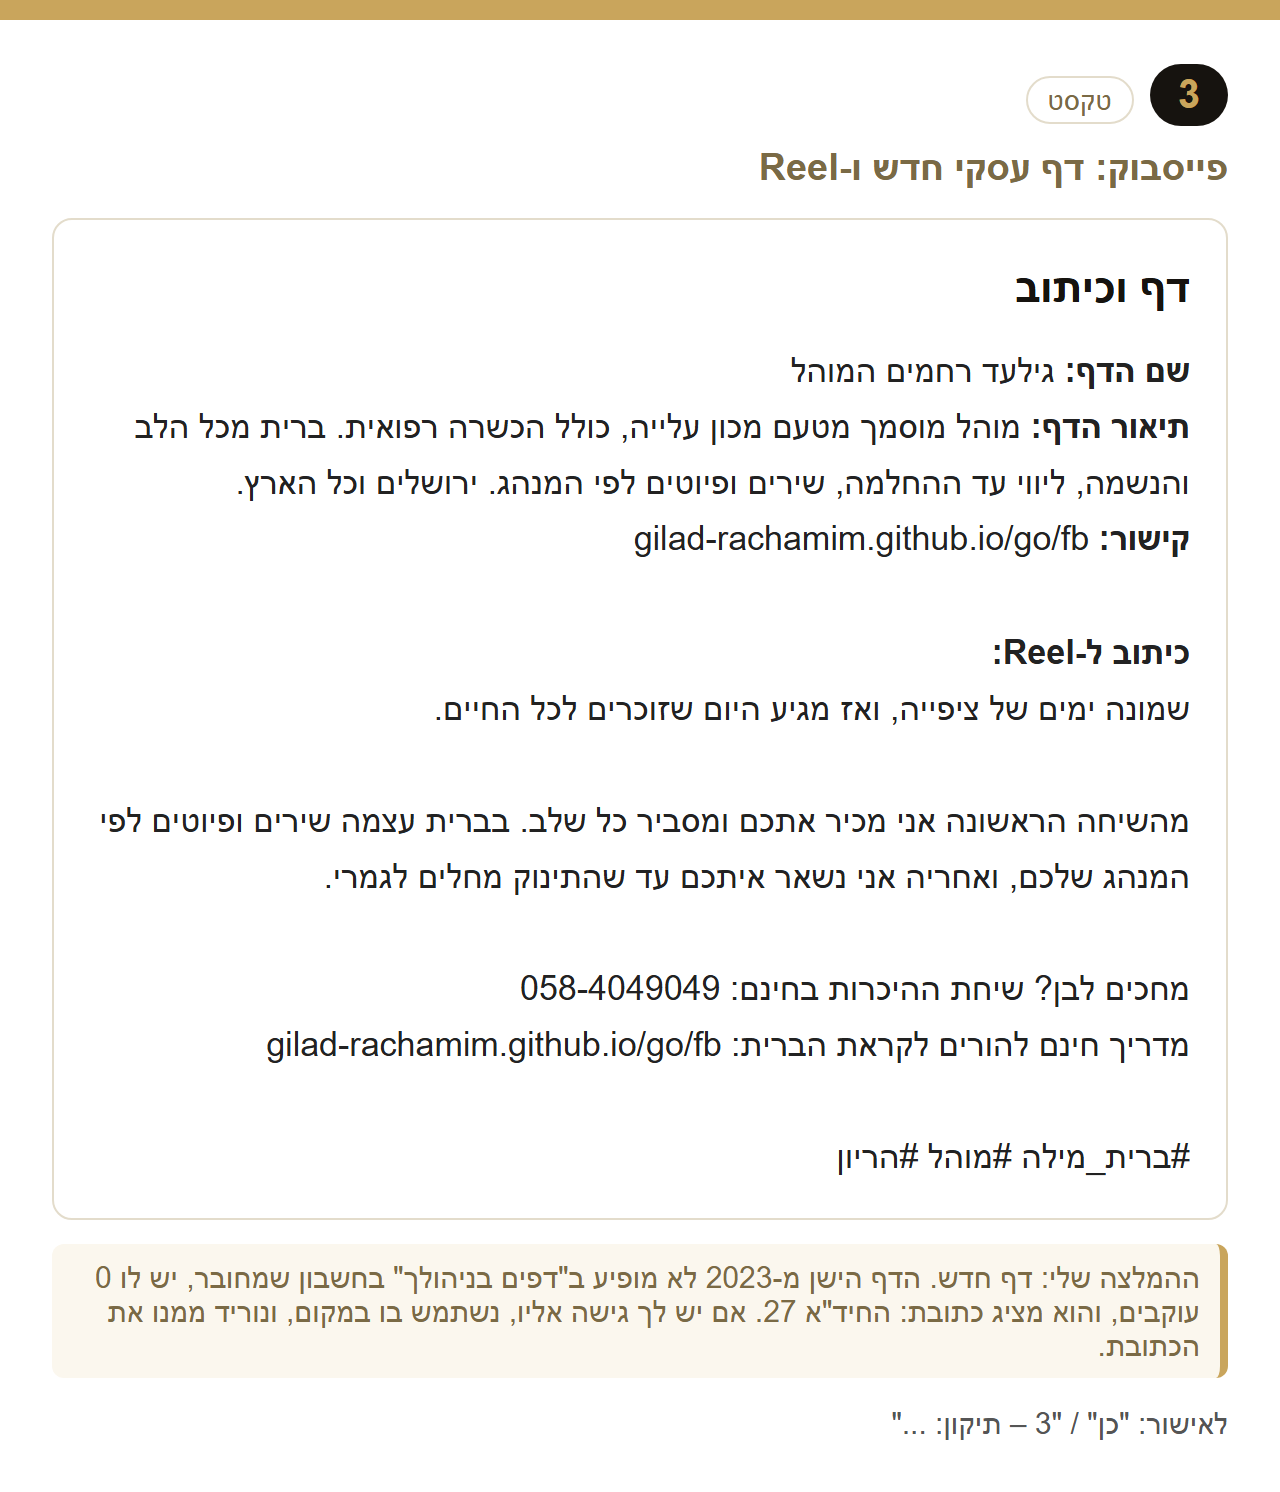 3
טקסט
פייסבוק: דף עסקי חדש ו-Reel
דף וכיתוב
שם הדף: גילעד רחמים המוהל
תיאור הדף: מוהל מוסמך מטעם מכון עלייה, כולל הכשרה רפואית. ברית מכל הלב
והנשמה, ליווי עד ההחלמה, שירים ופיוטים לפי המנהג. ירושלים וכל הארץ.
קישור: gilad-rachamim.github.io/go/fb
כיתוב ל-Reel:
שמונה ימים של ציפייה, ואז מגיע היום שזוכרים לכל החיים.
מהשיחה הראשונה אני מכיר אתכם ומסביר כל שלב. בברית עצמה שירים ופיוטים לפי
המנהג שלכם, ואחריה אני נשאר איתכם עד שהתינוק מחלים לגמרי.
מחכים לבן? שיחת ההיכרות בחינם: 058-4049049
מדריך חינם להורים לקראת הברית: gilad-rachamim.github.io/go/fb
#ברית_מילה #מוהל #הריון
ההמלצה שלי: דף חדש. הדף הישן מ-2023 לא מופיע ב"דפים בניהולך" בחשבון שמחובר, יש לו 0
עוקבים, והוא מציג כתובת: החיד"א 27. אם יש לך גישה אליו, נשתמש בו במקום, ונוריד ממנו את
הכתובת.
לאישור: "כן" / "3 – תיקון: ..."